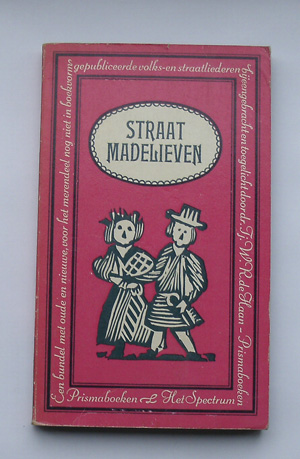 STRAAT
MADELIEVEN
Een bundel met oude en nieuwe, voor het merendeel nog niet in boekvorm
gepubliceerde volks-en straatliederen
bijeengebracht en toegelicht door dr. Tj. W. R. de Haan - Prismaboeken
Prismaboeken Het Spectrum